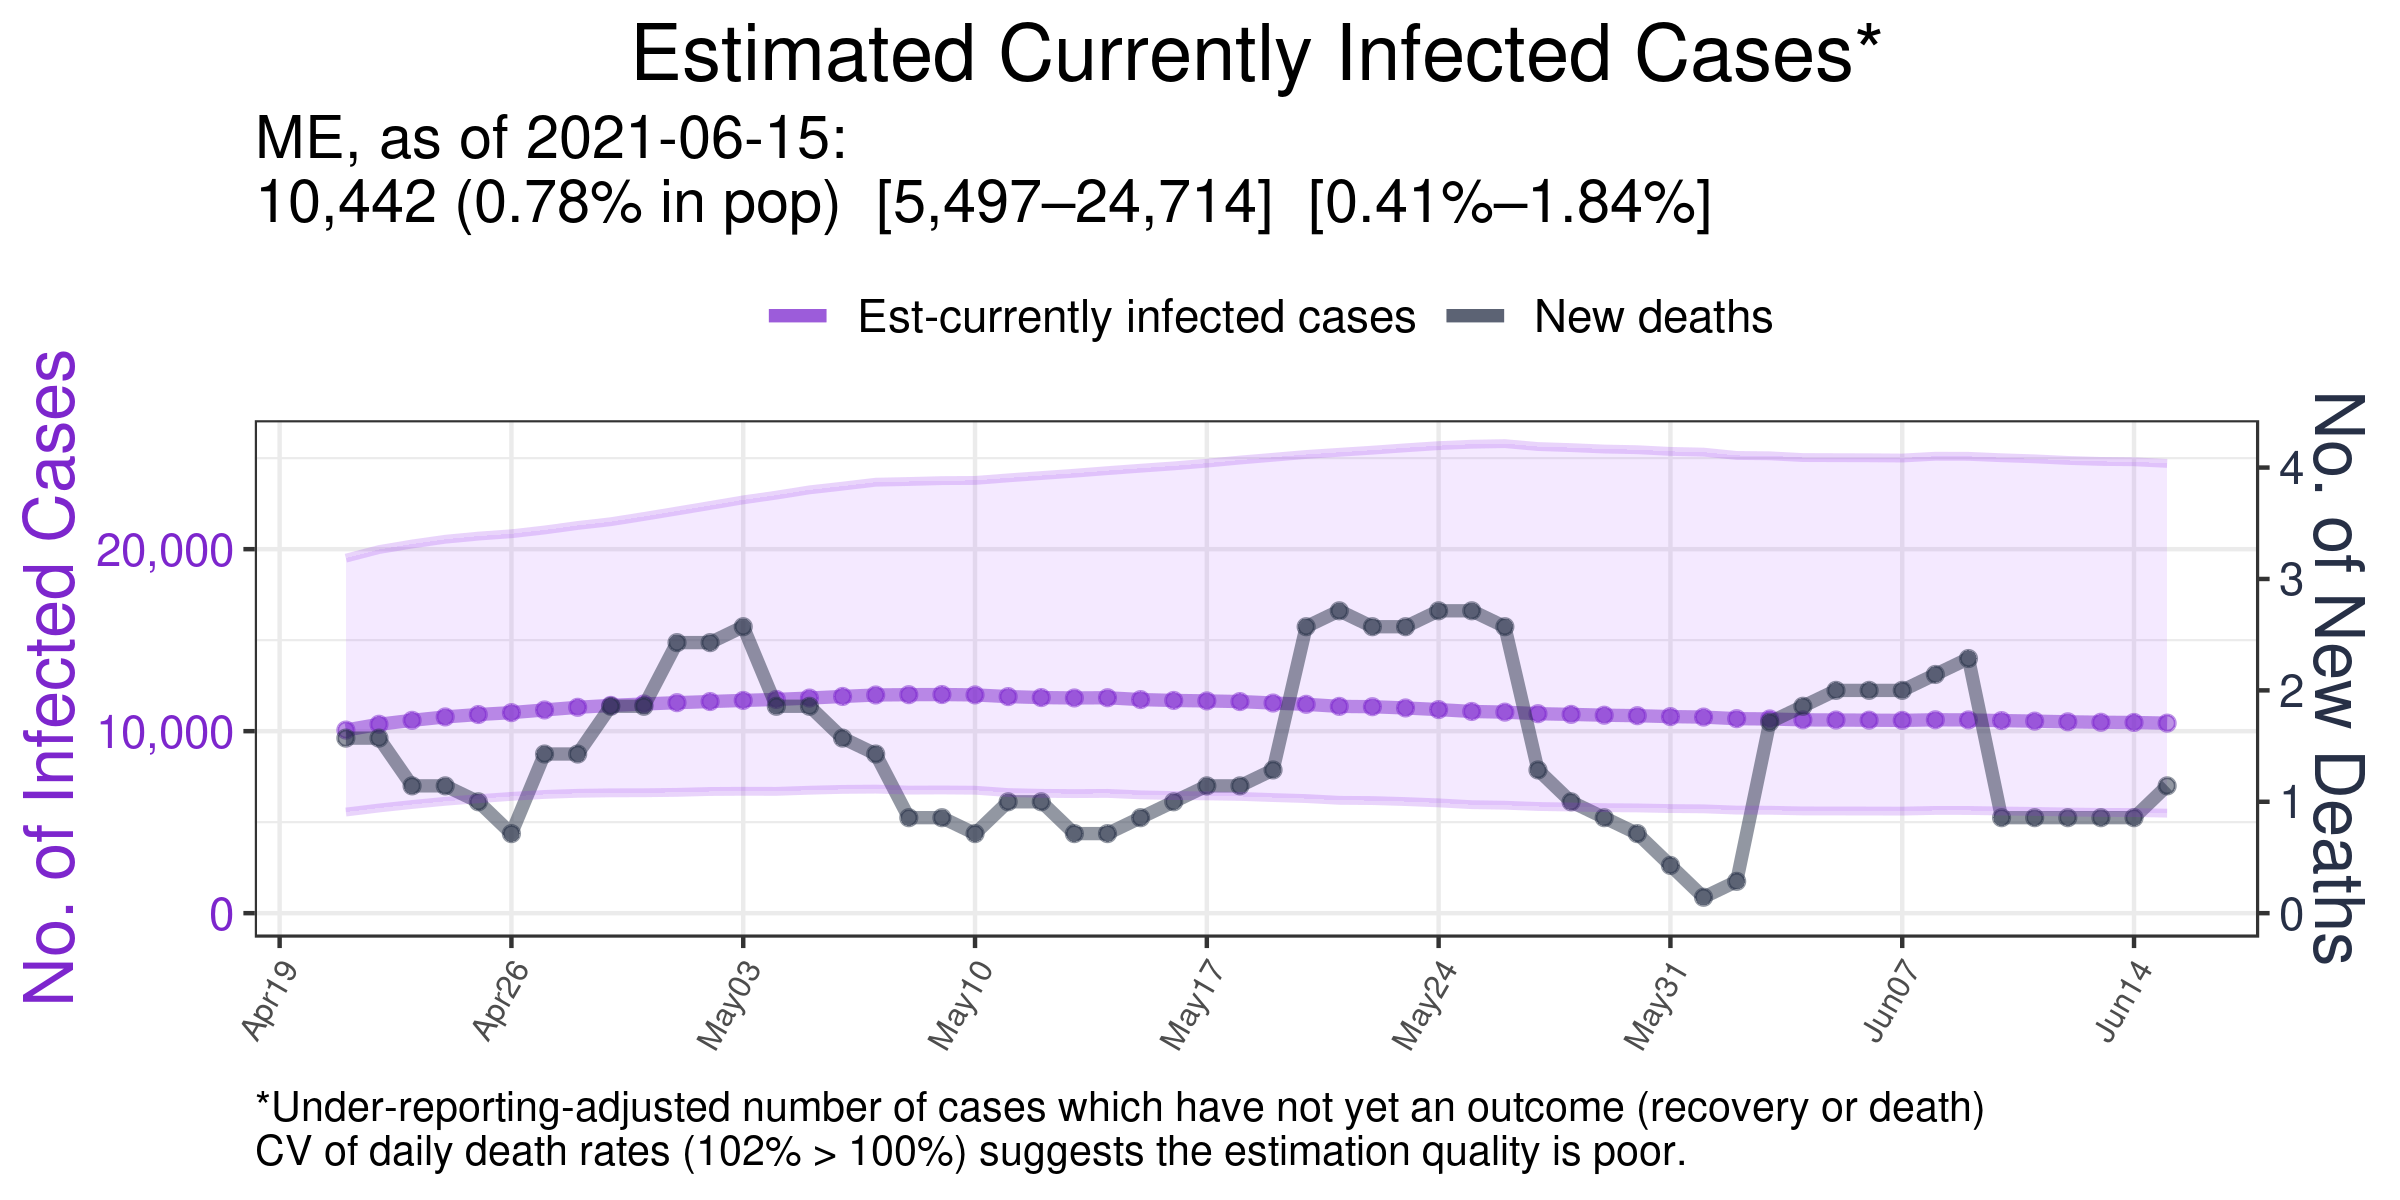 Estimated Currently Infected Cases*
ME, as of 2021-06-15:
10,442 (0.78% in pop)  [5,497–24,714]  [0.41%–1.84%]
Est-currently infected cases
New deaths
No. of Infected Cases
20,000
10,000
0
4
3
2
1
0
No. of New Deaths
Apr19
Apr26
May03
May10
May17
May24
May31
Jun07
Jun14
*Under-reporting-adjusted number of cases which have not yet an outcome (recovery or death)
CV of daily death rates (102% > 100%) suggests the estimation quality is poor.